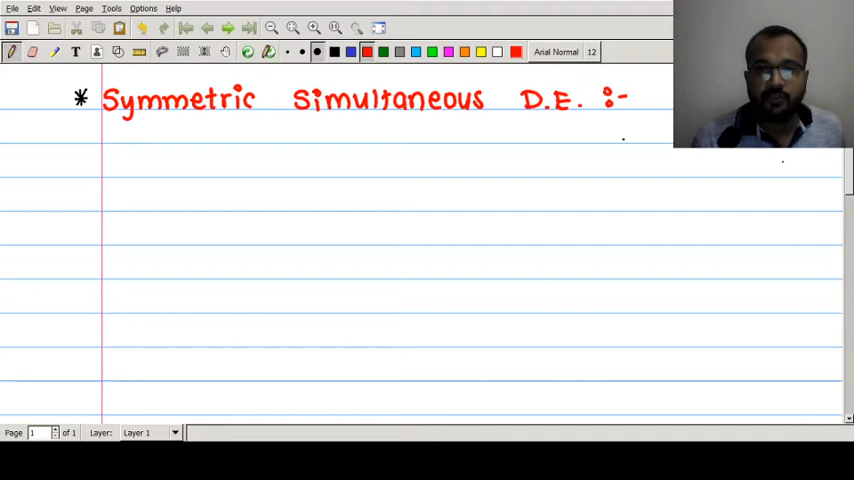 File Edit View Page Tools Options Help
T Arial Normal 12
* Symmetric Simultaneous D.E. :-
Page 1 of 1 Layer: Layer 1